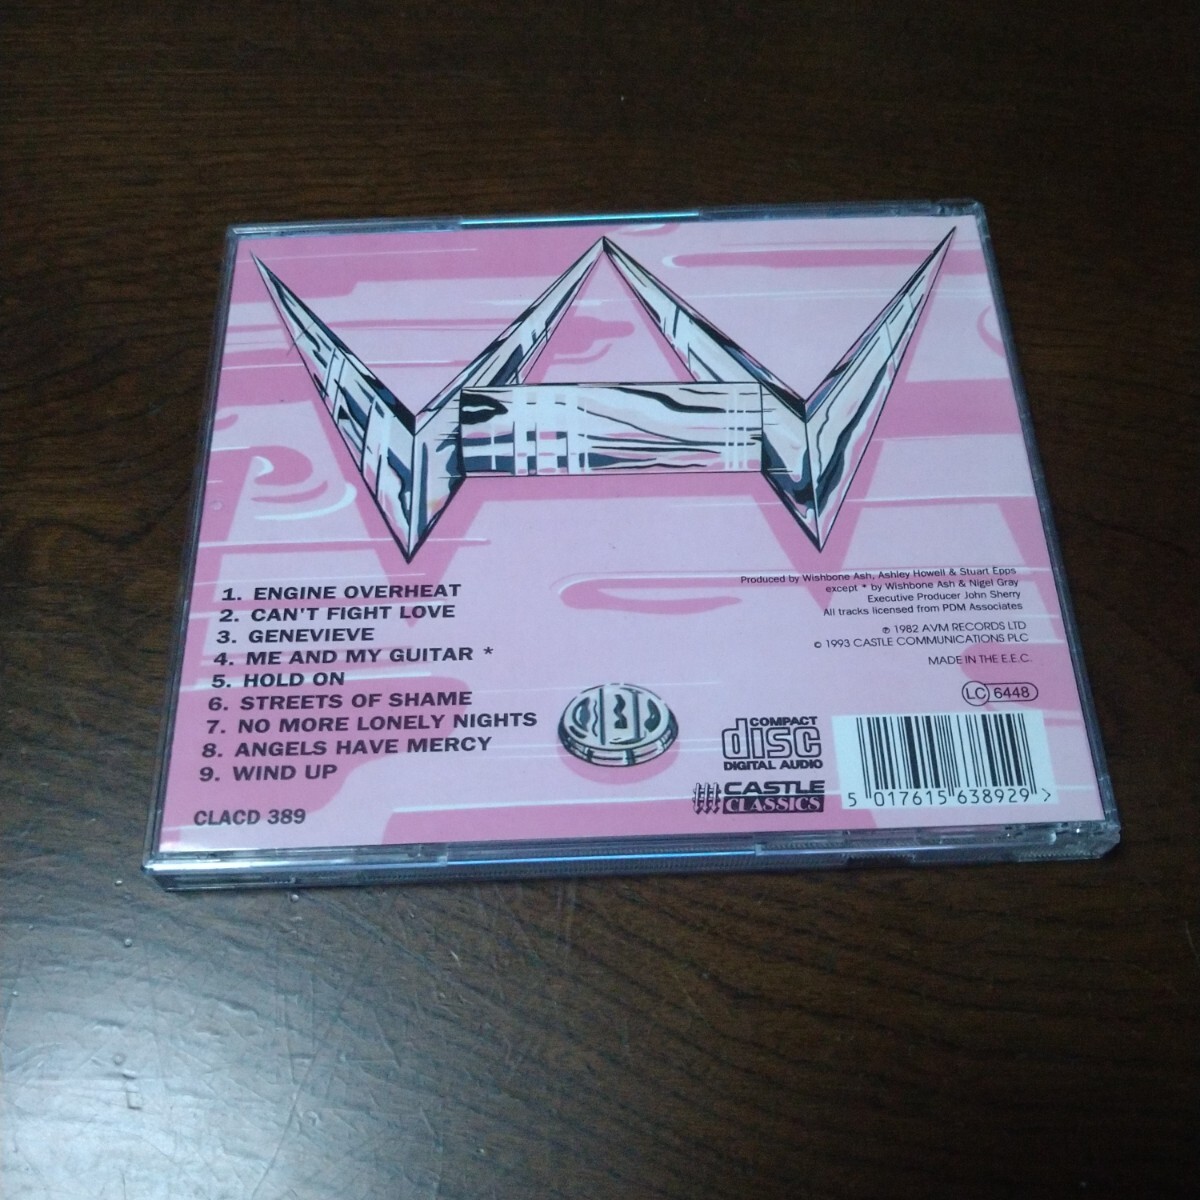 1. ENGINE OVERHEAT
2. CAN'T FIGHT LOVE
3. GENEVIEVE
4. ME AND MY GUITAR *
5. HOLD ON
6. STREETS OF SHAME
7. NO MORE LONELY NIGHTS
8. ANGELS HAVE MERCY
9. WIND UP
CLACD 389
Produced by Wishbone Ash, Ashley Howell & Stuart Epps
except * by Wishbone Ash & Nigel Gray
Executive Producer John Sherry
All tracks licensed from PDM Associates
℗ 1982 AVM RECORDS LTD
© 1993 CASTLE COMMUNICATIONS PLC
MADE IN THE E.E.C.
LC 6448
COMPACT
disc
DIGITAL AUDIO
CASTLE
CLASSICS
5 017615 638929 >